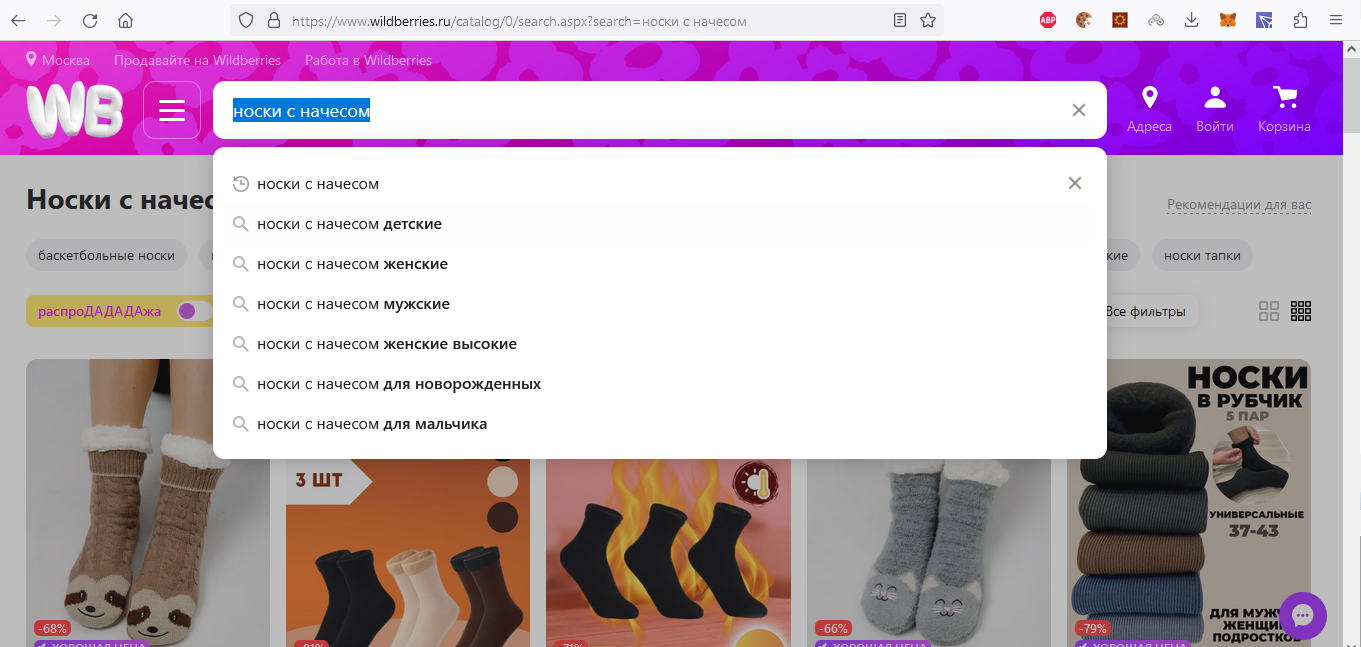 https://www.wildberries.ru/catalog/0/search.aspx?search=носки с начесом
ABP
Москва
Продавайте на Wildberries
Работа в Wildberries
WB
носки с начесом
Адреса
Войти
Корзина
носки с начесом
носки с начесом детские
носки с начесом женские
носки с начесом мужские
носки с начесом женские высокие
носки с начесом для новорожденных
носки с начесом для мальчика
Носки с начес
Рекомендации для вас
баскетбольные носки
кие
носки тапки
распроДАДАДАжа
Все фильтры
3 ШТ
НОСКИ
В РУБЧИК
5 ПАР
УНИВЕРСАЛЬНЫЕ
37-43
ДЛЯ МУЖ
ЖЕНЩИ
ПОДРОСТКО
-68%
-81%
-71%
-66%
-79%
ХОРОШАЯ ЦЕНА
ХОРОШАЯ ЦЕНА
ХОРОШАЯ ЦЕНА